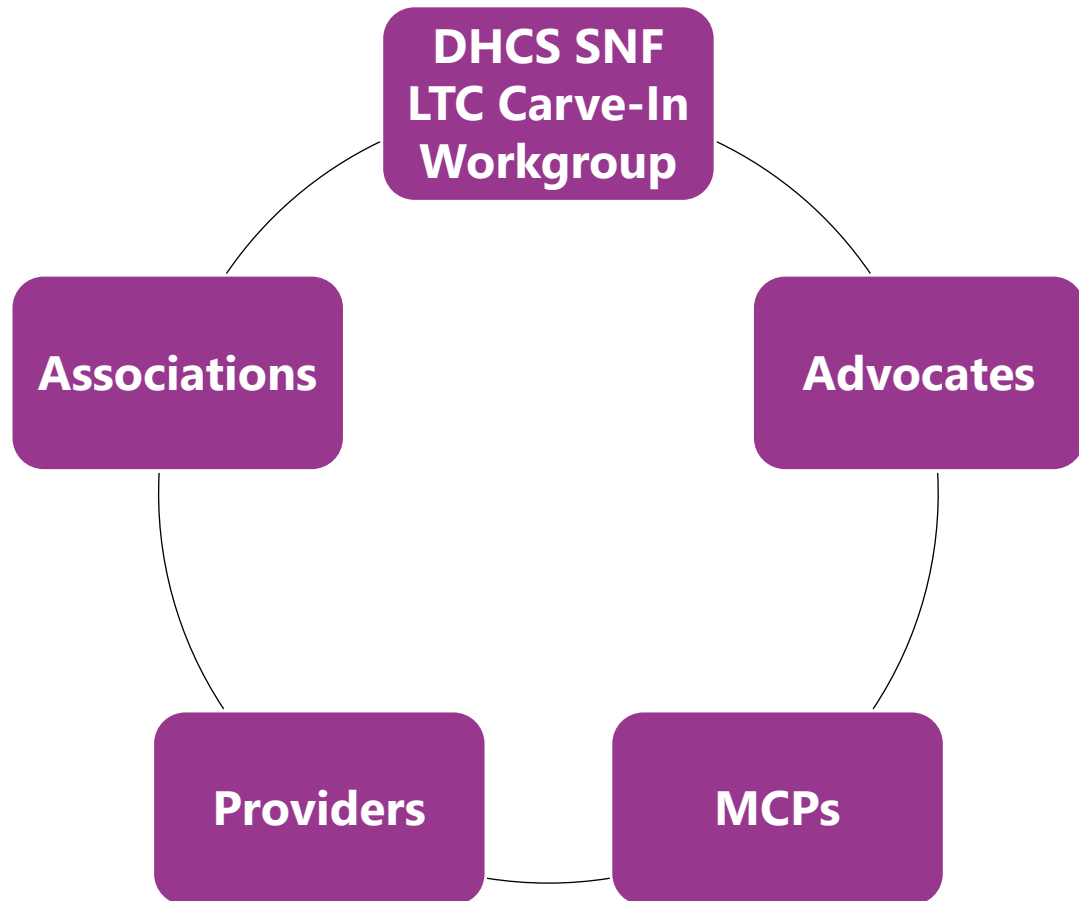 DHCS SNF
LTC Carve-In
Workgroup
Associations
Advocates
Providers
MCPs